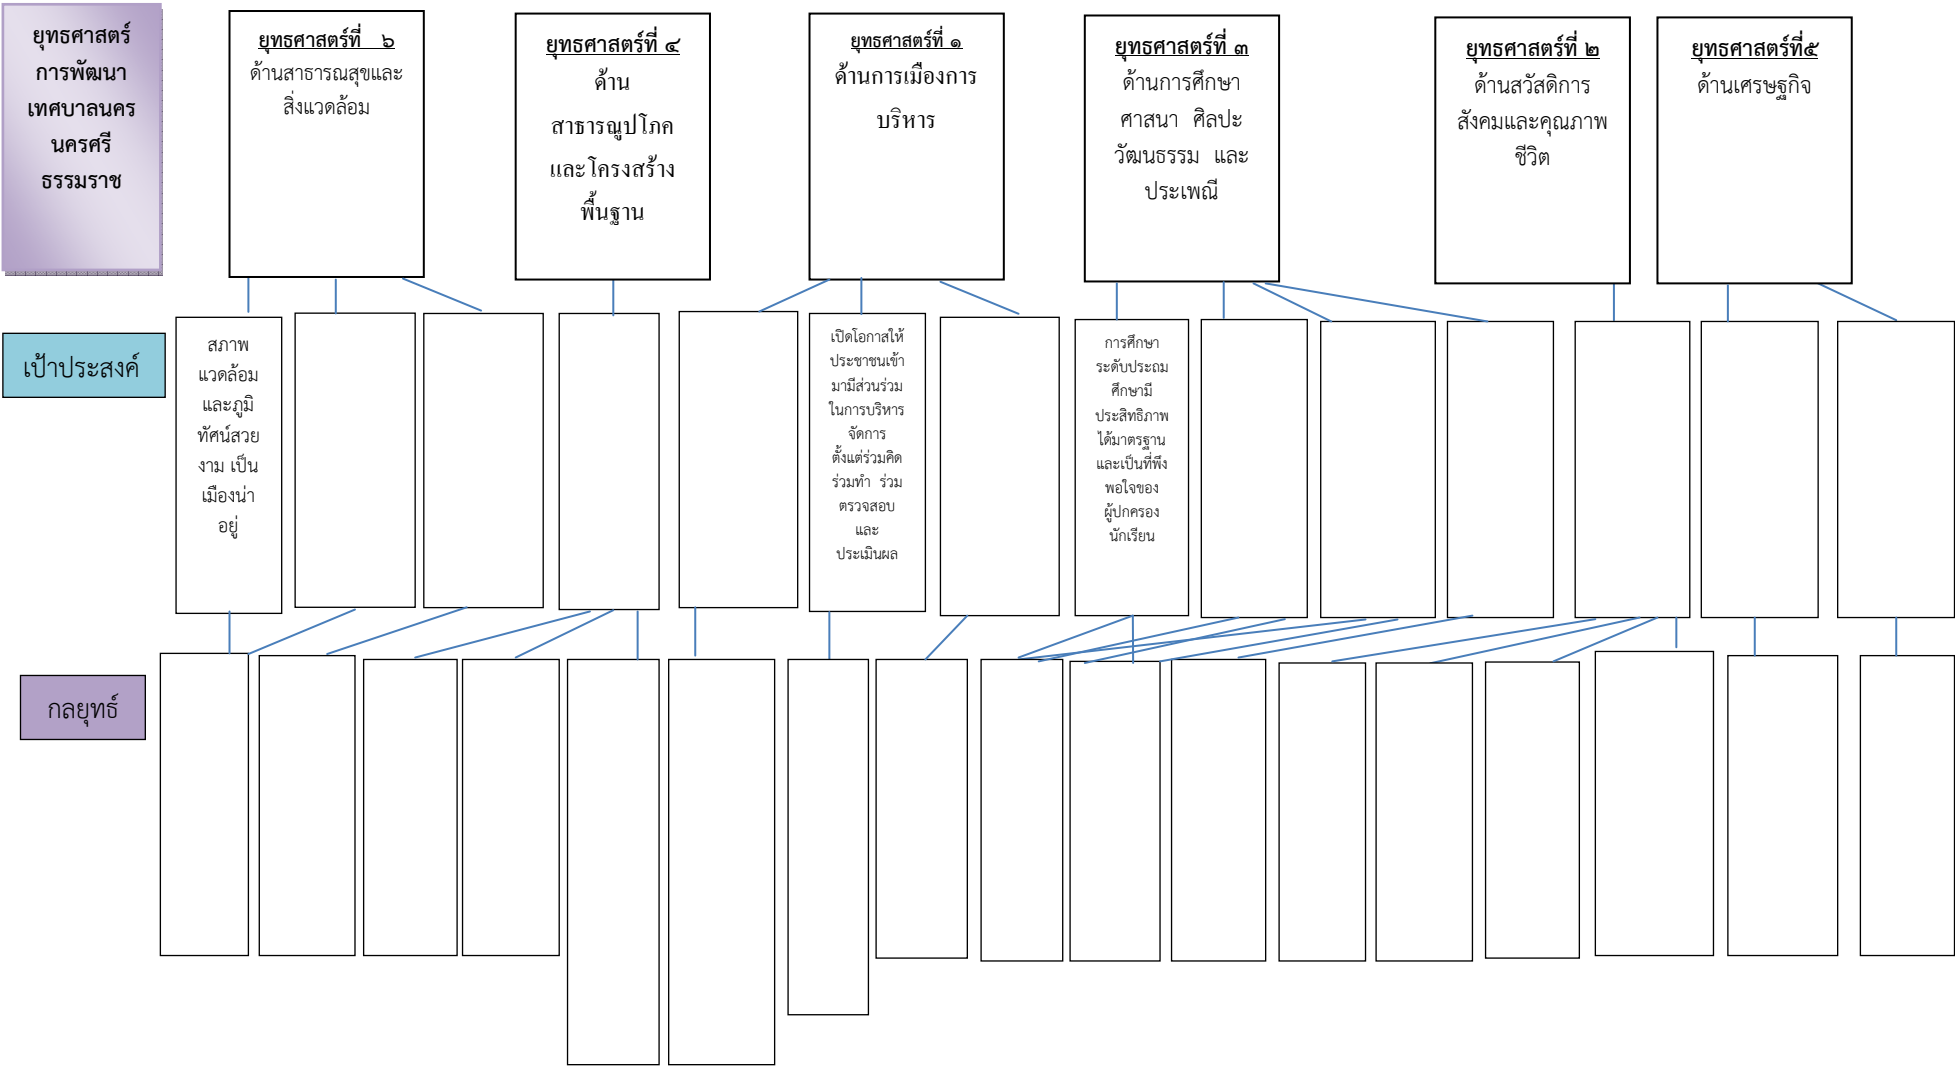 ยุทธศาสตร์
การพัฒนา
เทศบาลนคร
นครศรี
ธรรมราช
ยุทธศาสตร์ที่ ๖
ด้านสาธารณสุขและ
สิ่งแวดล้อม
ยุทธศาสตร์ที่ ๔
ด้าน
สาธารณูปโภค
และโครงสร้าง
พื้นฐาน
ยุทธศาสตร์ที่ ๑
ด้านการเมืองการ
บริหาร
ยุทธศาสตร์ที่ ๓
ด้านการศึกษา
ศาสนา ศิลปะ
วัฒนธรรม และ
ประเพณี
ยุทธศาสตร์ที่ ๒
ด้านสวัสดิการ
สังคมและคุณภาพ
ชีวิต
ยุทธศาสตร์ที่๕
ด้านเศรษฐกิจ
เป้าประสงค์
สภาพ
แวดล้อม
และภูมิ
ทัศน์สวย
งาม เป็น
เมืองน่า
อยู่
เปิดโอกาสให้
ประชาชนเข้า
มามีส่วนร่วม
ในการบริหาร
จัดการ
ตั้งแต่ร่วมคิด
ร่วมทำ ร่วม
ตรวจสอบ
และ
ประเมินผล
การศึกษา
ระดับประถม
ศึกษามี
ประสิทธิภาพ
ได้มาตรฐาน
และเป็นที่พึง
พอใจของ
ผู้ปกครอง
นักเรียน
กลยุทธ์